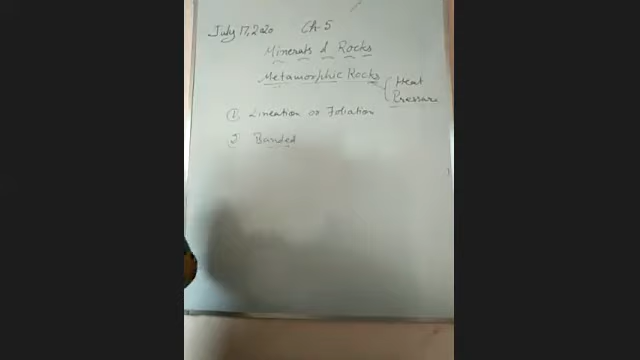 July 17, 2020 Ch. 5
Minerals & Rocks
Metamorphic Rocks { Heat
Pressure
① Lineation or Foliation
② Banded